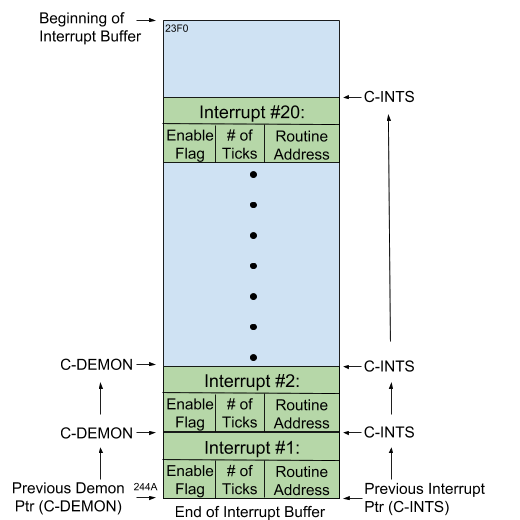 Beginning of
Interrupt Buffer
23F0
C-INTS
Interrupt #20:
Enable
Flag
# of
Ticks
Routine
Address
C-DEMON
C-INTS
Interrupt #2:
Enable
Flag
# of
Ticks
Routine
Address
C-DEMON
C-INTS
Interrupt #1:
Enable
Flag
# of
Ticks
Routine
Address
Previous Demon
Ptr (C-DEMON)
244A
Previous Interrupt
Ptr (C-INTS)
End of Interrupt Buffer